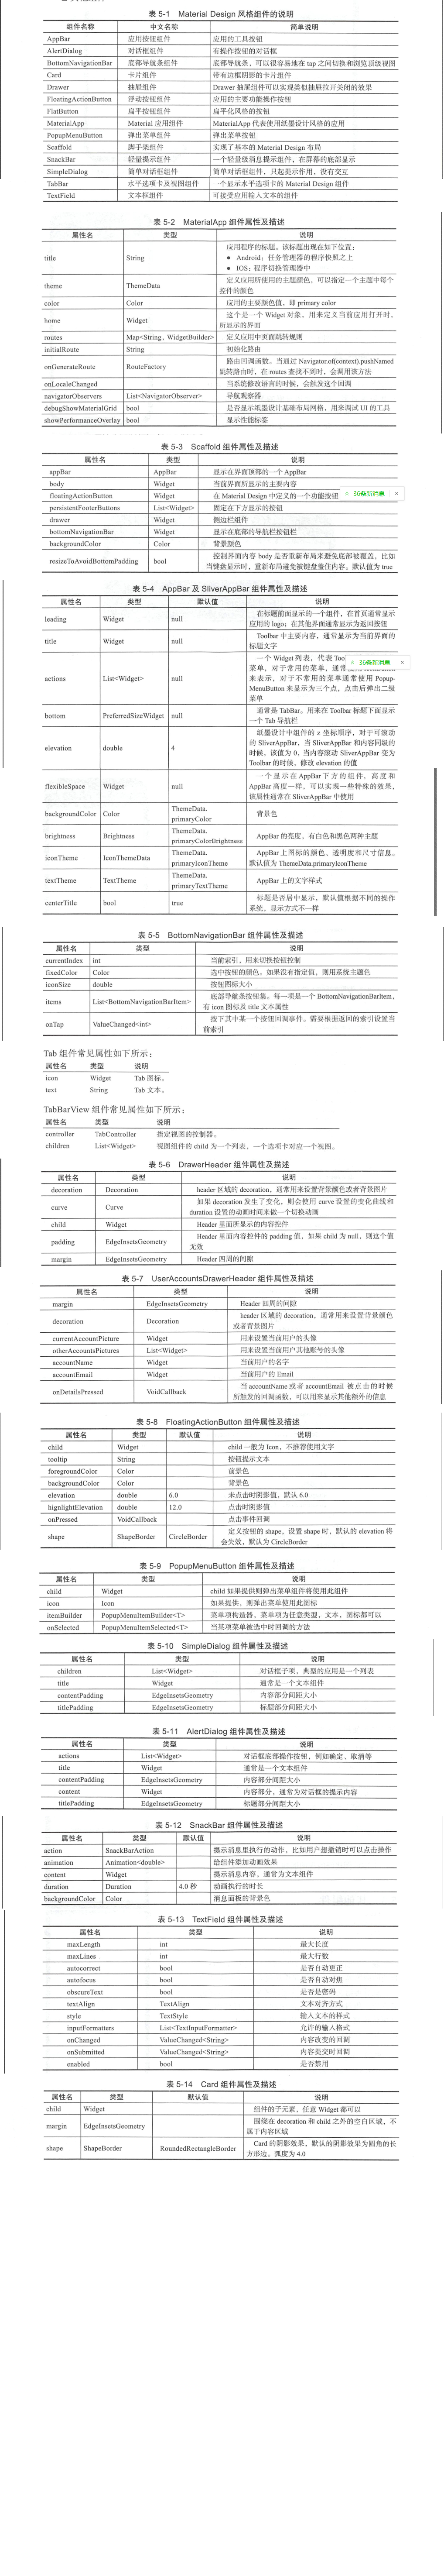 表 5-1 Material Design 风格组件的说明
组件名称 中文名称 简单说明
AppBar 应用按钮组件 应用的工具按钮
AlertDialog 对话框组件 有操作按钮的对话框
BottomNavigationBar 底部导航条组件 底部导航条，可以很容易地在 tap 之间切换和浏览顶级视图
Card 卡片组件 带有边框阴影的卡片组件
Drawer 抽屉组件 Drawer 抽屉组件可以实现类似抽屉拉开关闭的效果
FloatingActionButton 浮动按钮组件 应用的主要功能操作按钮
FlatButton 扁平按钮组件 扁平化风格的按钮
MaterialApp Material 应用组件 MaterialApp 代表使用纸墨设计风格的应用
PopupMenuButton 弹出菜单组件 弹出菜单按钮
Scaffold 脚手架组件 实现了基本的 Material Design 布局
SnackBar 轻量提示组件 一个轻量级消息提示组件，在屏幕的底部显示
SimpleDialog 简单对话框组件 简单对话框组件，只起提示作用，没有交互
TabBar 水平选项卡及视图组件 一个显示水平选项卡的 Material Design 组件
TextField 文本框组件 可接受应用输入文本的组件
表 5-2 MaterialApp 组件属性及描述
属性名 类型 说明
title String 应用程序的标题，该标题出现在如下位置：
● Android：任务管理器的程序快照之上
● IOS：程序切换管理器中
theme ThemeData 定义应用所使用的主题颜色，可以指定一个主题中每个
控件的颜色
color Color 应用的主要颜色值，即 primary color
home Widget 这个是一个 Widget 对象，用来定义当前应用打开时，
所显示的界面
routes Map<String, WidgetBuilder> 定义应用中页面跳转规则
initialRoute String 初始化路由
onGenerateRoute RouteFactory 路由回调函数。当通过 Navigator.of(context).pushNamed
跳转路由时，在 routes 查找不到时，会调用该方法
onLocaleChanged 当系统修改语言的时候，会触发这个回调
navigatorObservers List<NavigatorObserver> 导航观察器
debugShowMaterialGrid bool 是否显示纸墨设计基础布局网格，用来调试 UI 的工具
showPerformanceOverlay bool 显示性能标签
表 5-3 Scaffold 组件属性及描述
属性名 类型 说明
appBar AppBar 显示在界面顶部的一个 AppBar
body Widget 当前界面所显示的主要内容
floatingActionButton Widget 在 Material Design 中定义的一个功能按钮
36条新消息 ×
persistentFooterButtons List<Widget> 固定在下方显示的按钮
drawer Widget 侧边栏组件
bottomNavigationBar Widget 显示在底部的导航栏按钮栏
backgroundColor Color 背景颜色
resizeToAvoidBottomPadding bool 控制界面内容 body 是否重新布局来避免底部被覆盖，比如
当键盘显示时，重新布局避免被键盘盖住内容。默认值为 true
表 5-4 AppBar 及 SliverAppBar 组件属性及描述
属性名 类型 默认值 说明
leading Widget null 在标题前面显示的一个组件，在首页通常显示
应用的 logo；在其他界面通常显示为返回按钮
title Widget null Toolbar 中主要内容，通常显示为当前界面的
标题文字
actions List<Widget> null 一个 Widget 列表，代表 Too
菜单，对于常用的菜单，通常
36条新消息 ×
来表示，对于不常用的菜单通常使用 Popup-
MenuButton 来显示为三个点，点击后弹出二级
菜单
bottom PreferredSizeWidget null 通常是 TabBar。用来在 Toolbar 标题下面显示
一个 Tab 导航栏
elevation double 4 纸墨设计中组件的 z 坐标顺序，对于可滚动
的 SliverAppBar，当 SliverAppBar 和内容同级的时
候，该值为 0，当内容滚动 SliverAppBar 变为
Toolbar 的时候，修改 elevation 的值
flexibleSpace Widget null 一个显示在 AppBar 下方的组件，高度和
AppBar 高度一样，可以实现一些特殊的效果，
该属性通常在 SliverAppBar 中使用
backgroundColor Color ThemeData.
primaryColor 背景色
brightness Brightness ThemeData.
primaryColorBrightness AppBar 的亮度，有白色和黑色两种主题
iconTheme IconThemeData ThemeData.
primaryIconTheme AppBar 上图标的颜色、透明度和尺寸信息。
默认值为 ThemeData.primaryIconTheme
textTheme TextTheme ThemeData.
primaryTextTheme AppBar 上的文字样式
centerTitle bool true 标题是否居中显示，默认值根据不同的操作
系统，显示方式不一样
表 5-5 BottomNavigationBar 组件属性及描述
属性名 类型 说明
currentIndex int 当前索引，用来切换按钮控制
fixedColor Color 选中按钮的颜色。如果没有指定值，则用系统主题色
iconSize double 按钮图标大小
items List<BottomNavigationBarItem> 底部导航条按钮集。每一项是一个 BottomNavigationBarItem，
有 icon 图标及 title 文本属性
onTap ValueChanged<int> 按下其中某一个按钮回调事件。需要根据返回的索引设置当
前索引
Tab 组件常见属性如下所示：
属性名 类型 说明
icon Widget Tab 图标。
text String Tab 文本。
TabBarView 组件常见属性如下所示：
属性名 类型 说明
controller TabController 指定视图的控制器。
children List<Widget> 视图组件的 child 为一个列表，一个选项卡对应一个视图。
表 5-6 DrawerHeader 组件属性及描述
属性名 类型 说明
decoration Decoration header 区域的 decoration，通常用来设置背景颜色或者背景图片
curve Curve 如果 decoration 发生了变化，则会使用 curve 设置的变化曲线和
duration 设置的动画时间来做一个切换动画
child Widget Header 里面所显示的内容控件
padding EdgeInsetsGeometry Header 里面内容控件的 padding 值，如果 child 为 null，则这个值
无效
margin EdgeInsetsGeometry Header 四周的间隙
表 5-7 UserAccountsDrawerHeader 组件属性及描述
属性名 类型 说明
margin EdgeInsetsGeometry Header 四周的间隙
decoration Decoration header 区域的 decoration，通常用来设置背景颜色
或者背景图片
currentAccountPicture Widget 用来设置当前用户的头像
otherAccountsPictures List<Widget> 用来设置当前用户其他账号的头像
accountName Widget 当前用户的名字
accountEmail Widget 当前用户的 Email
onDetailsPressed VoidCallback 当 accountName 或者 accountEmail 被点击的时候
所触发的回调函数，可以用来显示其他额外的信息
表 5-8 FloatingActionButton 组件属性及描述
属性名 类型 默认值 说明
child Widget child 一般为 Icon，不推荐使用文字
tooltip String 按钮提示文本
foregroundColor Color 前景色
backgroundColor Color 背景色
elevation double 6.0 未点击时阴影值，默认 6.0
hignlightElevation double 12.0 点击时阴影值
onPressed VoidCallback 点击事件回调
shape ShapeBorder CircleBorder 定义按钮的 shape，设置 shape 时，默认的 elevation 将
会失效，默认为 CircleBorder
表 5-9 PopupMenuButton 组件属性及描述
属性名 类型 说明
child Widget child 如果提供则弹出菜单组件将使用此组件
icon Icon 如果提供，则弹出菜单使用此图标
itemBuilder PopupMenuItemBuilder<T> 菜单项构造器，菜单项为任意类型，文本，图标都可以
onSelected PopupMenuItemSelected<T> 当某项菜单被选中时回调的方法
表 5-10 SimpleDialog 组件属性及描述
属性名 类型 说明
children List<Widget> 对话框子项，典型的应用是一个列表
title Widget 通常是一个文本组件
contentPadding EdgeInsetsGeometry 内容部分间距大小
titlePadding EdgeInsetsGeometry 标题部分间距大小
表 5-11 AlertDialog 组件属性及描述
属性名 类型 说明
actions List<Widget> 对话框底部操作按钮，例如确定、取消等
title Widget 通常是一个文本组件
contentPadding EdgeInsetsGeometry 内容部分间距大小
content Widget 内容部分，通常为对话框的提示内容
titlePadding EdgeInsetsGeometry 标题部分间距大小
表 5-12 SnackBar 组件属性及描述
属性名 类型 默认值 说明
action SnackBarAction 提示消息里执行的动作，比如用户想撤销时可以点击操作
animation Animation<double> 给组件添加动画效果
content Widget 提示消息内容，通常为文本组件
duration Duration 4.0 秒 动画执行的时长
backgroundColor Color 消息面板的背景色
表 5-13 TextField 组件属性及描述
属性名 类型 说明
maxLength int 最大长度
maxLines int 最大行数
autocorrect bool 是否自动更正
autofocus bool 是否自动对焦
obscureText bool 是否是密码
textAlign TextAlign 文本对齐方式
style TextStyle 输入文本的样式
inputFormatters List<TextInputFormatter> 允许的输入格式
onChanged ValueChanged<String> 内容改变的回调
onSubmitted ValueChanged<String> 内容提交时回调
enabled bool 是否禁用
表 5-14 Card 组件属性及描述
属性名 类型 默认值 说明
child Widget 组件的子元素，任意 Widget 都可以
margin EdgeInsetsGeometry 围绕在 decoration 和 child 之外的空白区域，不
属于内容区域
shape ShapeBorder RoundedRectangleBorder Card 的阴影效果，默认的阴影效果为圆角的长
方形边。弧度为 4.0